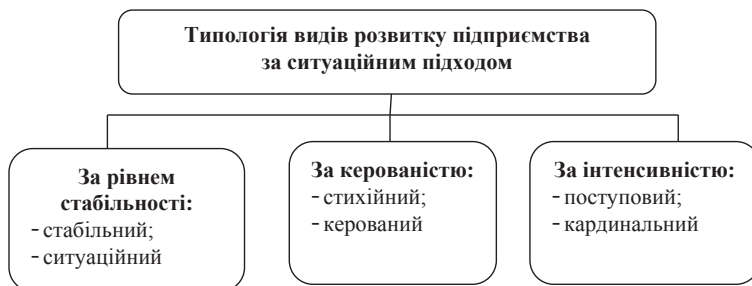 Типологія видів розвитку підприємства
за ситуаційним підходом
За рівнем
стабільності:
- стабільний;
- ситуаційний
За керованістю:
- стихійний;
- керований
За інтенсивністю:
- поступовий;
- кардинальний